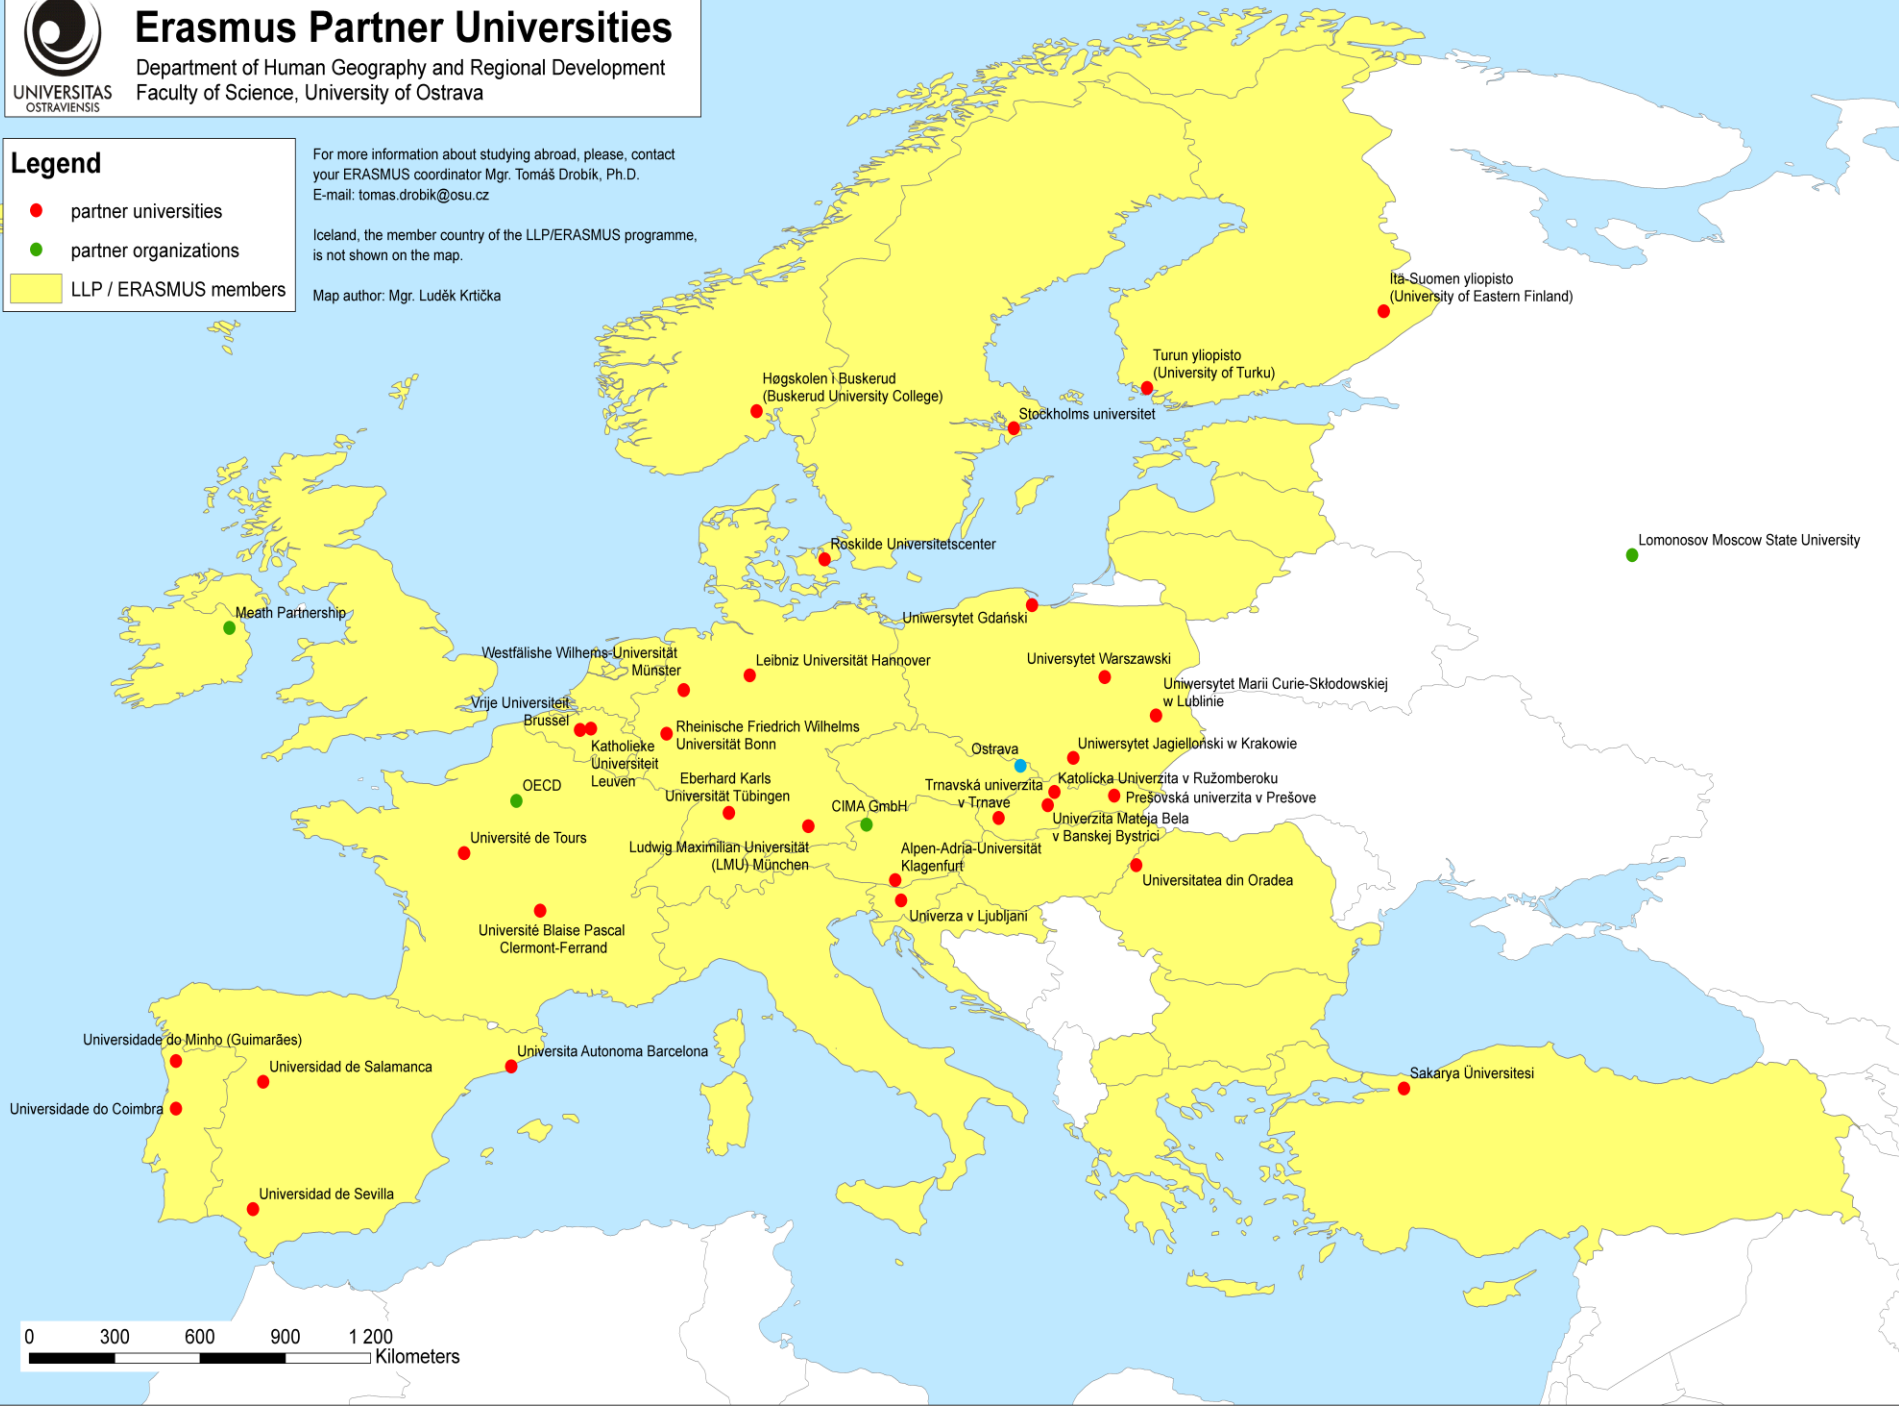 Erasmus Partner Universities
Department of Human Geography and Regional Development
Faculty of Science, University of Ostrava
UNIVERSITAS
OSTRAVIENSIS
Legend
partner universities
partner organizations
LLP / ERASMUS members
For more information about studying abroad, please, contact
your ERASMUS coordinator Mgr. Tomáš Drobík, Ph.D.
E-mail: tomas.drobik@osu.cz
Iceland, the member country of the LLP/ERASMUS programme,
is not shown on the map.
Map author: Mgr. Luděk Krtička
Itä-Suomen yliopisto
(University of Eastern Finland)
Turun yliopisto
(University of Turku)
Høgskolen i Buskerud
(Buskerud University College)
Stockholms universitet
Roskilde Universitetscenter
Lomonosov Moscow State University
Meath Partnership
Uniwersytet Gdański
Westfälishe Wilhems-Universität
Münster
Leibniz Universität Hannover
Universytet Warszawski
Uniwersytet Marii Curie-Skłodowskiej
w Lublinie
Vrije Universiteit
Brussel
Katholieke
Universiteit
Leuven
Rheinische Friedrich Wilhelms
Universität Bonn
Ostrava
Uniwersytet Jagielloński w Krakowie
OECD
Eberhard Karls
Universität Tübingen
CIMA GmbH
Trnavská univerzita
v Trnave
Katolícka Univerzita v Ružomberoku
Prešovská univerzita v Prešove
Univerzita Mateja Bela
v Banskej Bystrici
Université de Tours
Ludwig Maximilian Universität
(LMU) München
Alpen-Adria-Universität
Klagenfurt
Universitatea din Oradea
Univerza v Ljubljani
Université Blaise Pascal
Clermont-Ferrand
Universidade do Minho (Guimarães)
Universidad de Salamanca
Universita Autonoma Barcelona
Universidade do Coimbra
Sakarya Üniversitesi
Universidad de Sevilla
0 300 600 900 1 200
Kilometers